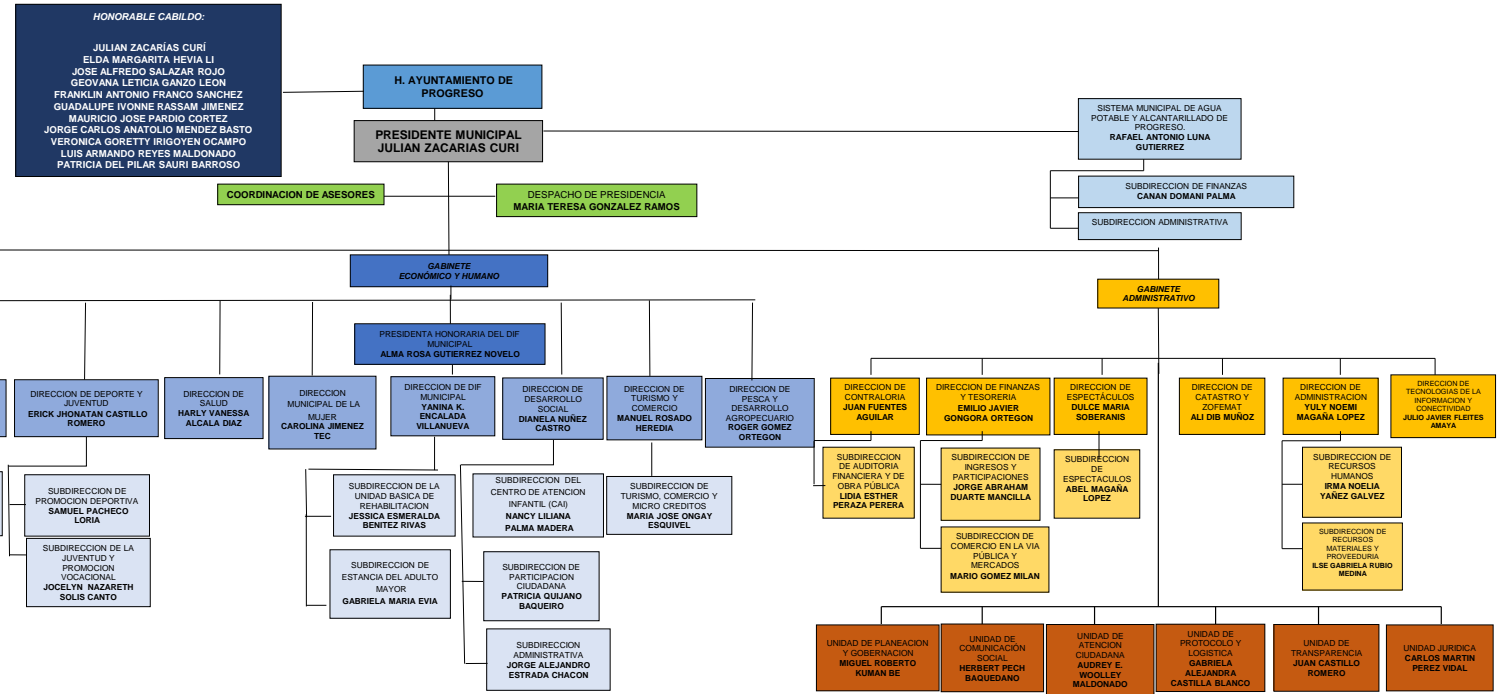 HONORABLE CABILDO:
JULIAN ZACARÍAS CURÍ
ELDA MARGARITA HEVIA LI
JOSE ALFREDO SALAZAR ROJO
GEOVANA LETICIA GANZO LEON
FRANKLIN ANTONIO FRANCO SANCHEZ
GUADALUPE IVONNE RASSAM JIMENEZ
MAURICIO JOSE PARDIO CORTEZ
JORGE CARLOS ANATOLIO MENDEZ BASTO
VERONICA GORETTY IRIGOYEN OCAMPO
LUIS ARMANDO REYES MALDONADO
PATRICIA DEL PILAR SAURI BARROSO
H. AYUNTAMIENTO DE
PROGRESO
PRESIDENTE MUNICIPAL
JULIAN ZACARIAS CURI
SISTEMA MUNICIPAL DE AGUA
POTABLE Y ALCANTARILLADO DE
PROGRESO.
RAFAEL ANTONIO LUNA
GUTIERREZ
SUBDIRECCION DE FINANZAS
CANAN DOMANI PALMA
SUBDIRECCION ADMINISTRATIVA
COORDINACION DE ASESORES
DESPACHO DE PRESIDENCIA
MARIA TERESA GONZALEZ RAMOS
GABINETE
ECONÓMICO Y HUMANO
GABINETE
ADMINISTRATIVO
PRESIDENTA HONORARIA DEL DIF
MUNICIPAL
ALMA ROSA GUTIERREZ NOVELO
DIRECCION DE DEPORTE Y
JUVENTUD
ERICK JHONATAN CASTILLO
ROMERO
DIRECCION DE
SALUD
HARLY VANESSA
ALCALA DIAZ
DIRECCION
MUNICIPAL DE LA
MUJER
CAROLINA JIMENEZ
TEC
DIRECCION DE DIF
MUNICIPAL
YANINA K.
ENCALADA
VILLANUEVA
DIRECCION DE
DESARROLLO
SOCIAL
DIANELA NUÑEZ
CASTRO
DIRECCION DE
TURISMO Y
COMERCIO
MANUEL ROSADO
HEREDIA
DIRECCION DE
PESCA Y
DESARROLLO
AGROPECUARIO
ROGER GOMEZ
ORTEGON
DIRECCION DE
CONTRALORIA
JUAN FUENTES
AGUILAR
DIRECCION DE FINANZAS
Y TESORERIA
EMILIO JAVIER
GONGORA ORTEGON
DIRECCION DE
ESPECTÁCULOS
DULCE MARIA
SOBERANIS
DIRECCION DE
CATASTRO Y
ZOFEMAT
ALI DIB MUÑOZ
DIRECCION DE
ADMINISTRACION
YULY NOEMI
MAGAÑA LOPEZ
DIRECCION DE
TECNOLOGIAS DE LA
INFORMACION Y
CONECTIVIDAD
JULIO JAVIER FLEITES
AMAYA
SUBDIRECCION DE
PROMOCION DEPORTIVA
SAMUEL PACHECO
LORIA
SUBDIRECCION DE LA
JUVENTUD Y
PROMOCION
VOCACIONAL
JOCELYN NAZARETH
SOLIS CANTO
SUBDIRECCION DE LA
UNIDAD BASICA DE
REHABILITACION
JESSICA ESMERALDA
BENITEZ RIVAS
SUBDIRECCION DE
ESTANCIA DEL ADULTO
MAYOR
GABRIELA MARIA EVIA
SUBDIRECCION DEL
CENTRO DE ATENCION
INFANTIL (CAI)
NANCY LILIANA
PALMA MADERA
SUBDIRECCION DE
PARTICIPACION
CIUDADANA
PATRICIA QUIJANO
BAQUEIRO
SUBDIRECCION
ADMINISTRATIVA
JORGE ALEJANDRO
ESTRADA CHACON
SUBDIRECCION DE
TURISMO, COMERCIO Y
MICRO CREDITOS
MARIA JOSE ONGAY
ESQUIVEL
SUBDIRECCION
DE AUDITORIA
FINANCIERA Y DE
OBRA PÚBLICA
LIDIA ESTHER
PERAZA PERERA
SUBDIRECCION DE
INGRESOS Y
PARTICIPACIONES
JORGE ABRAHAM
DUARTE MANCILLA
SUBDIRECCION DE
COMERCIO EN LA VIA
PÚBLICA Y
MERCADOS
MARIO GOMEZ MILAN
SUBDIRECCION
DE
ESPECTACULOS
ABEL MAGAÑA
LOPEZ
SUBDIRECCION DE
RECURSOS
HUMANOS
IRMA NOELIA
YAÑEZ GALVEZ
SUBDIRECCION DE
RECURSOS
MATERIALES Y
PROVEEDURIA
ILSE GABRIELA RUBIO
MEDINA
UNIDAD DE PLANEACION
Y GOBERNACION
MIGUEL ROBERTO
KUMAN BE
UNIDAD DE
COMUNICACIÓN
SOCIAL
HERBERT PECH
BAQUEDANO
UNIDAD DE
ATENCION
CIUDADANA
AUDREY E.
WOOLLEY
MALDONADO
UNIDAD DE
PROTOCOLO Y
LOGISTICA
GABRIELA
ALEJANDRA
CASTILLA BLANCO
UNIDAD DE
TRANSPARENCIA
JUAN CASTILLO
ROMERO
UNIDAD JURIDICA
CARLOS MARTIN
PEREZ VIDAL